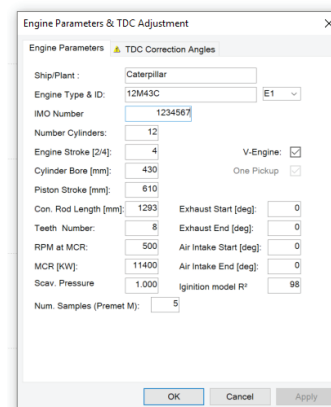 Engine Parameters & TDC Adjustment
Engine Parameters TDC Correction Angles
Ship/Plant : Caterpillar
Engine Type & ID: 12M43C E1
IMO Number 1234567
Number Cylinders: 12
Engine Stroke [2/4]: 4 V-Engine:
Cylinder Bore [mm]: 430 One Pickup
Piston Stroke [mm]: 610
Con. Rod Length [mm]: 1293 Exhaust Start [deg]: 0
Teeth Number: 8 Exhaust End [deg]: 0
RPM at MCR: 500 Air Intake Start [deg]: 0
MCR [KW]: 11400 Air Intake End [deg]: 0
Scav. Pressure 1.000 Iginition model R² 98
Num. Samples (Premet M): 5
OK Cancel Apply